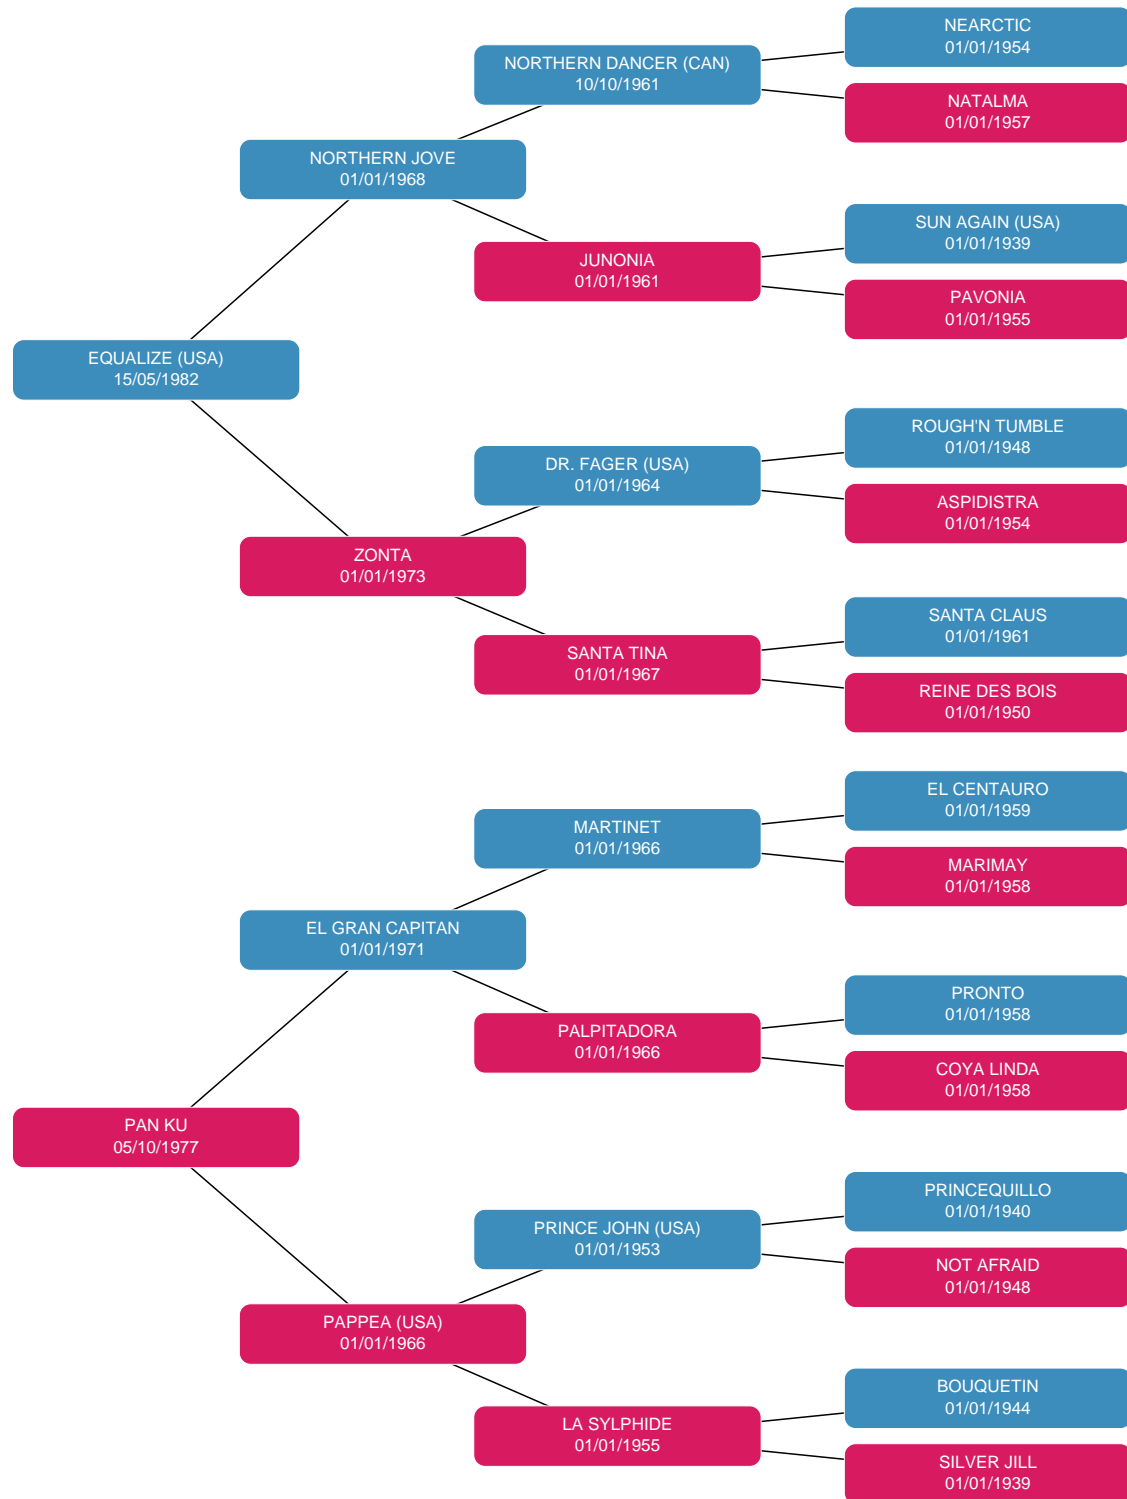 NEARCTIC
01/01/1954
NORTHERN DANCER (CAN)
10/10/1961
NATALMA
01/01/1957
NORTHERN JOVE
01/01/1968
SUN AGAIN (USA)
01/01/1939
JUNONIA
01/01/1961
PAVONIA
01/01/1955
EQUALIZE (USA)
15/05/1982
ROUGH'N TUMBLE
01/01/1948
DR. FAGER (USA)
01/01/1964
ASPIDISTRA
01/01/1954
ZONTA
01/01/1973
SANTA CLAUS
01/01/1961
SANTA TINA
01/01/1967
REINE DES BOIS
01/01/1950
EL CENTAURO
01/01/1959
MARTINET
01/01/1966
MARIMAY
01/01/1958
EL GRAN CAPITAN
01/01/1971
PRONTO
01/01/1958
PALPITADORA
01/01/1966
COYA LINDA
01/01/1958
PAN KU
05/10/1977
PRINCEQUILLO
01/01/1940
PRINCE JOHN (USA)
01/01/1953
NOT AFRAID
01/01/1948
PAPPEA (USA)
01/01/1966
BOUQUETIN
01/01/1944
LA SYLPHIDE
01/01/1955
SILVER JILL
01/01/1939